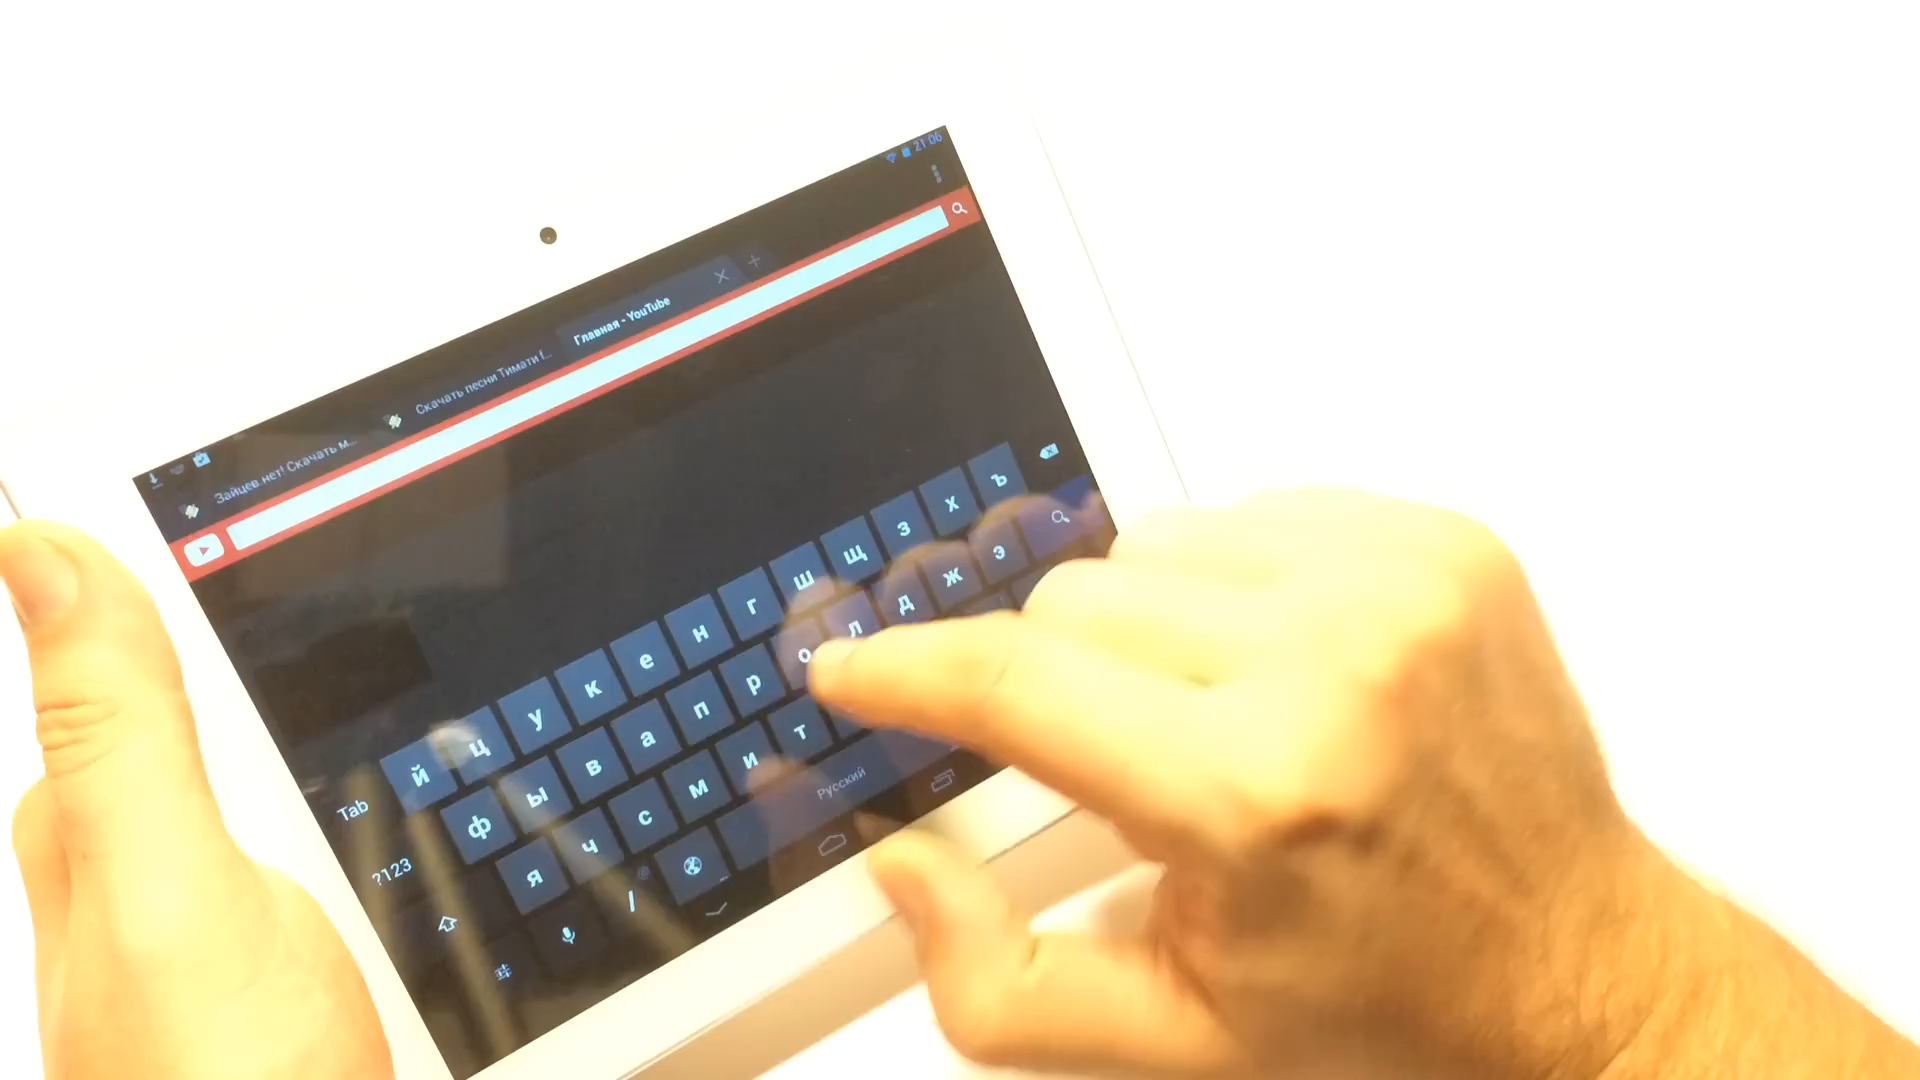 21:06
Зайцев.нет! Скачать м...
Скачать песни Тимати f...
Главная - YouTube
Tab й ц у к е н г ш щ з х ъ
?123 ф ы в а п р о л д ж э
я ч с м и т
/ Русский